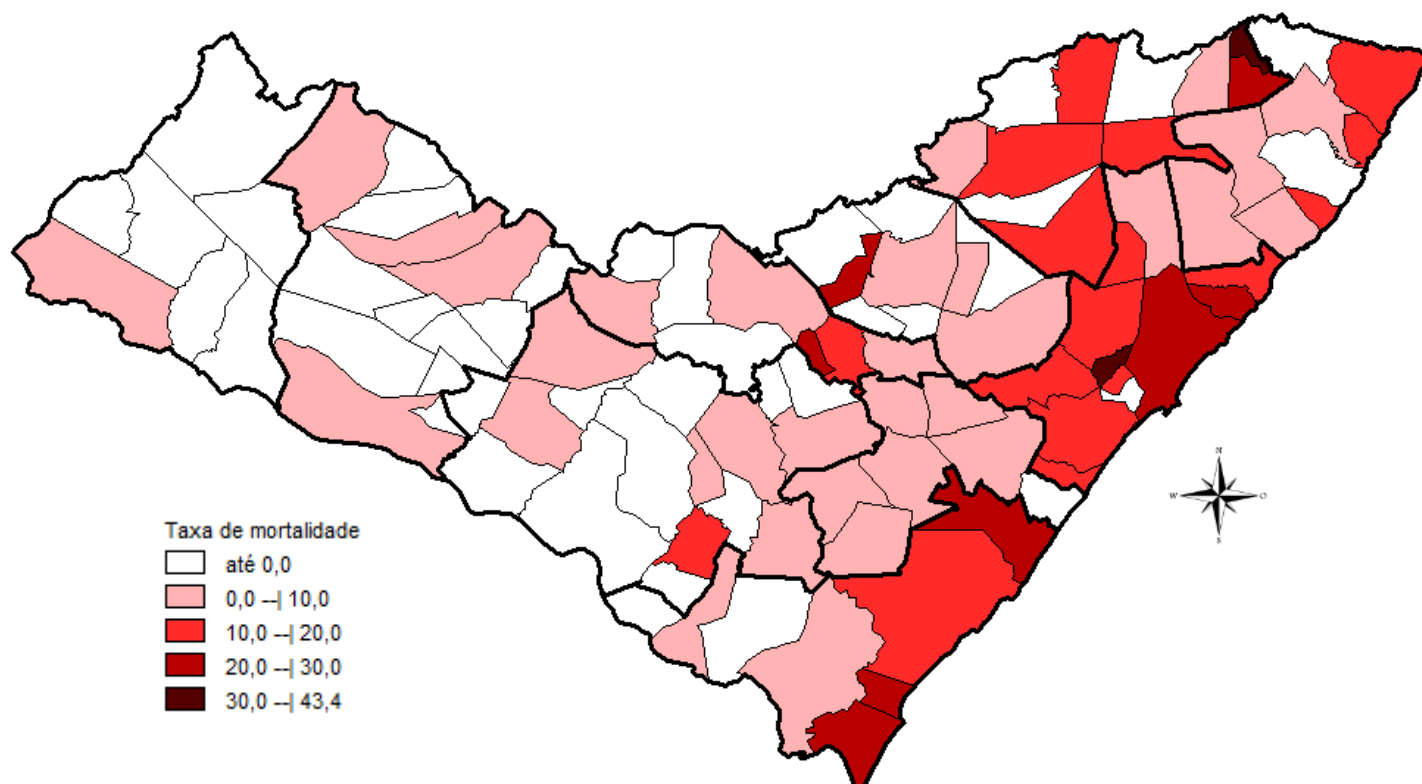 N
W
O
S
Taxa de mortalidade
até 0,0
0,0 --| 10,0
10,0 --| 20,0
20,0 --| 30,0
30,0 --| 43,4